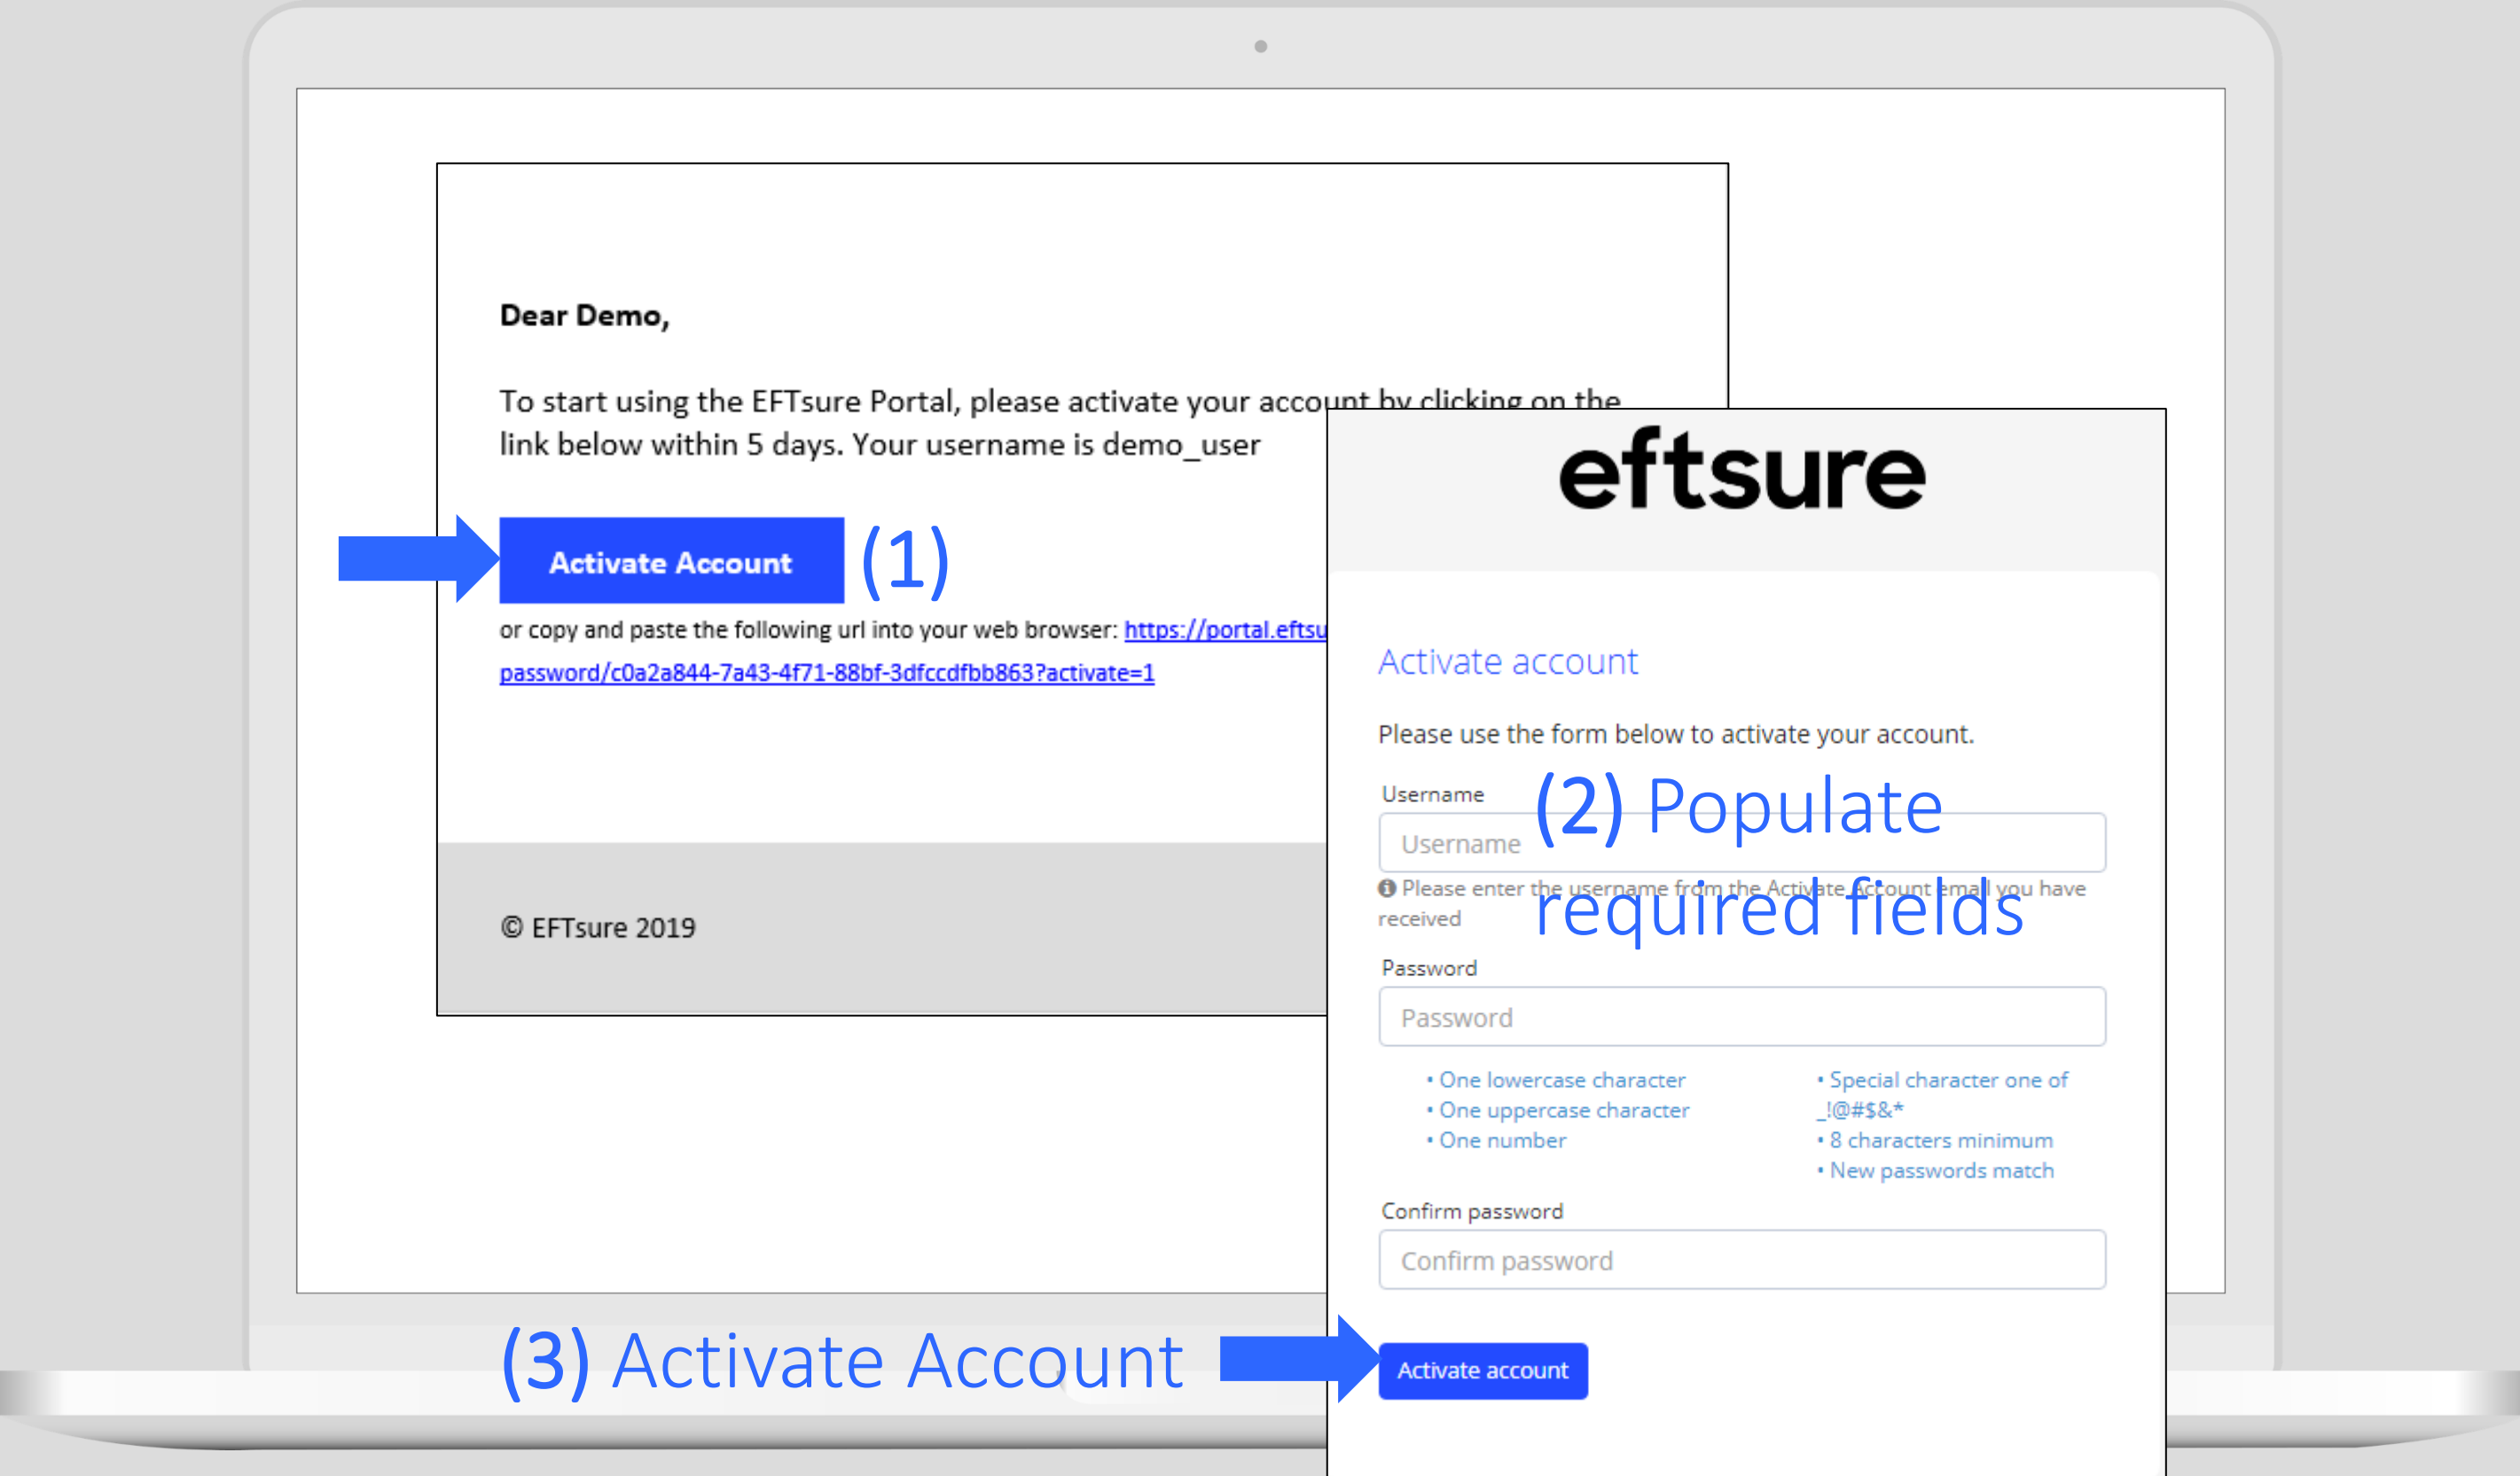 Dear Demo,
To start using the EFTsure Portal, please activate your account by clicking on the
link below within 5 days. Your username is demo_user
Activate Account
(1)
or copy and paste the following url into your web browser: https://portal.eftsu
password/c0a2a844-7a43-4f71-88bf-3dfccdfbb863?activate=1
© EFTsure 2019
eftsure
Activate account
Please use the form below to activate your account.
Username
(2) Populate
required fields
Username
Please enter the username from the Activate Account email you have
received
Password
Password
• One lowercase character
• One uppercase character
• One number
• Special character one of
_!@#$&*
• 8 characters minimum
• New passwords match
Confirm password
Confirm password
(3) Activate Account
Activate account